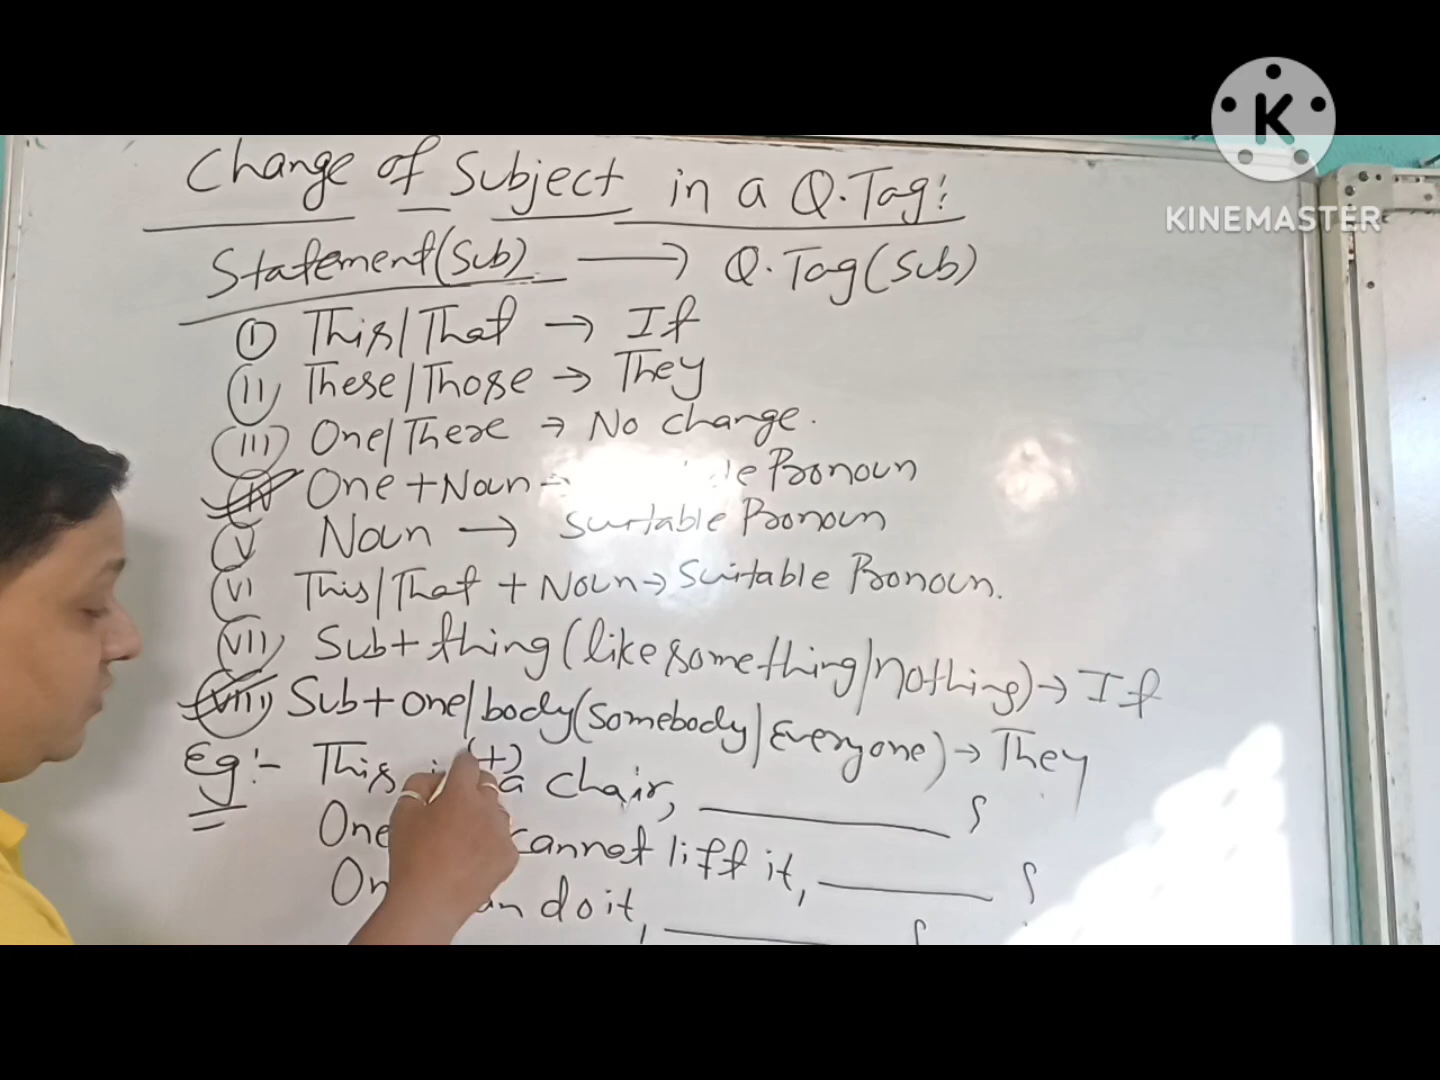 KINEMASTER
Change of Subject in a Q.Tag:
Statement(Sub) → Q.Tag(Sub)
(i) This/That → It
(ii) These/Those → They
(iii) One/There → No change.
(iv) One+Noun → Pronoun
(v) Noun → Suitable Pronoun
(vi) This/That + Noun → Suitable Pronoun.
(vii) Sub+thing(like something/nothing) → It
(viii) Sub+one/body(somebody/Everyone) → They
(+)
Eg:- This a chair, ________ ?
One cannot lift it, ________ ?
do it, ________ ?